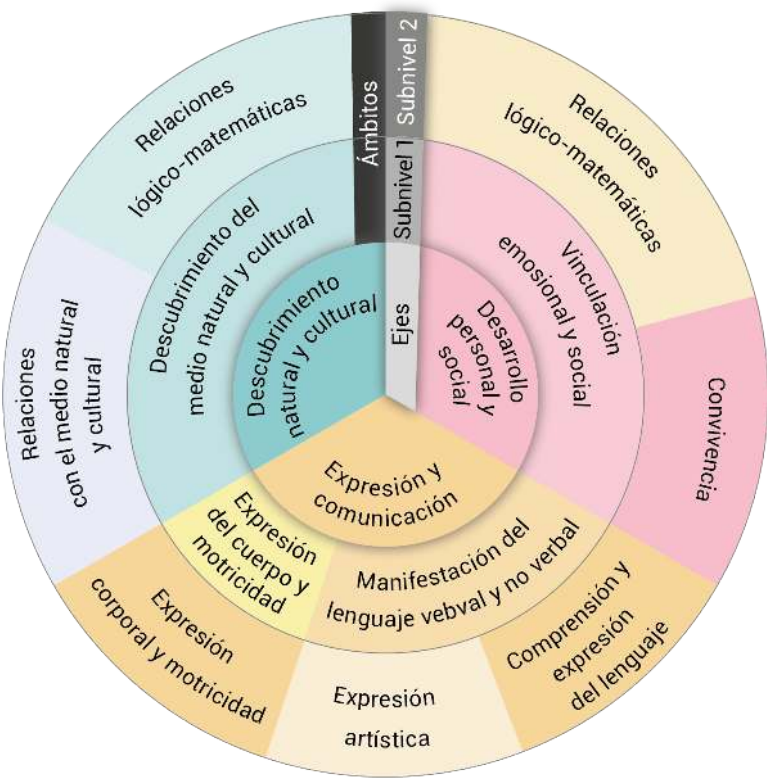 Ámbitos
Subnivel 2
Subnivel 1
Ejes
Relaciones
lógico-matemáticas
Vinculación
emosional y social
Desarrollo
personal y
social
Convivencia
Comprensión y
expresión
del lenguaje
Manifestación del
lenguaje vebval y no verbal
Expresión y
comunicación
Expresión
artística
Expresión
del cuerpo y
motricidad
Expresión
corporal y motricidad
Relaciones
con el medio natural
y cultural
Descubrimiento del
medio natural y cultural
Descubrimiento
natural y cultural
Relaciones
lógico-matemáticas